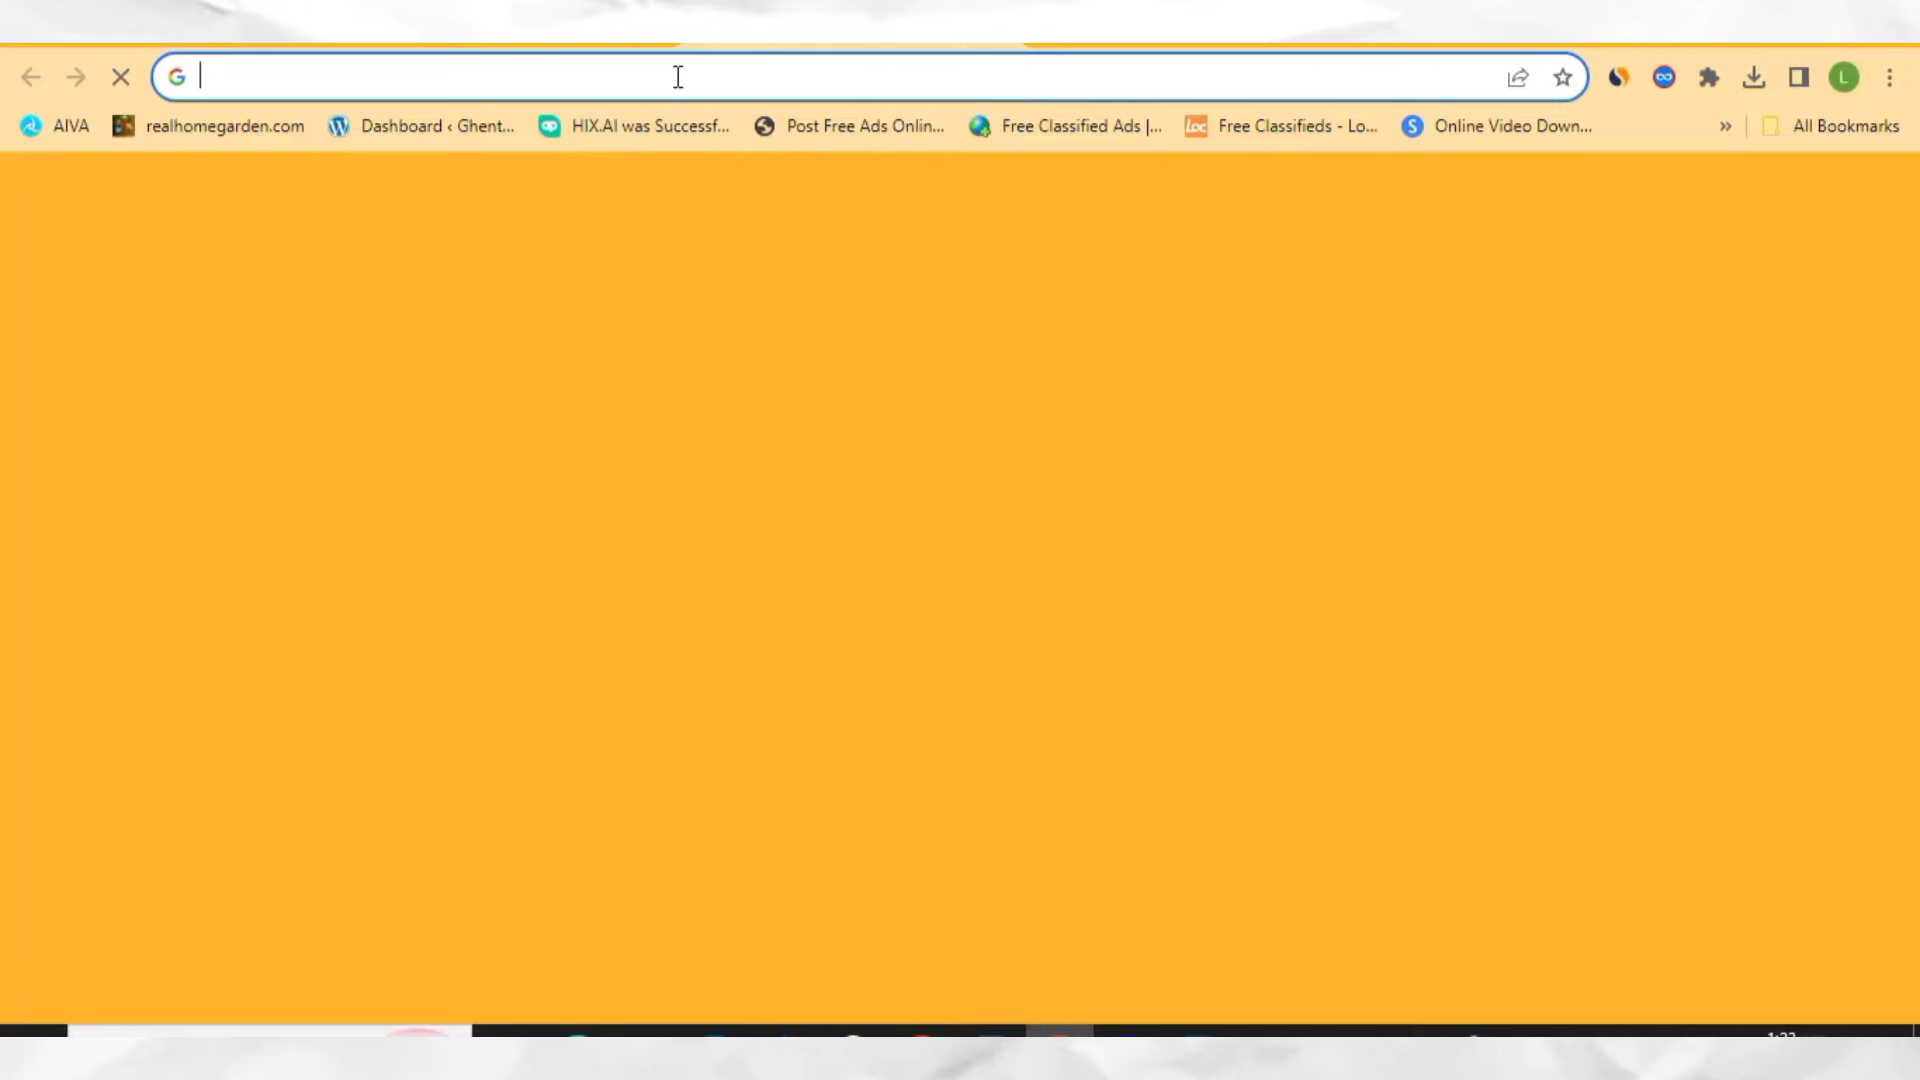 AIVA realhomegarden.com Dashboard ‹ Ghent... HIX.AI was Successf... Post Free Ads Onlin... Free Classified Ads |... loc Free Classifieds - Lo... S Online Video Down... » All Bookmarks
L